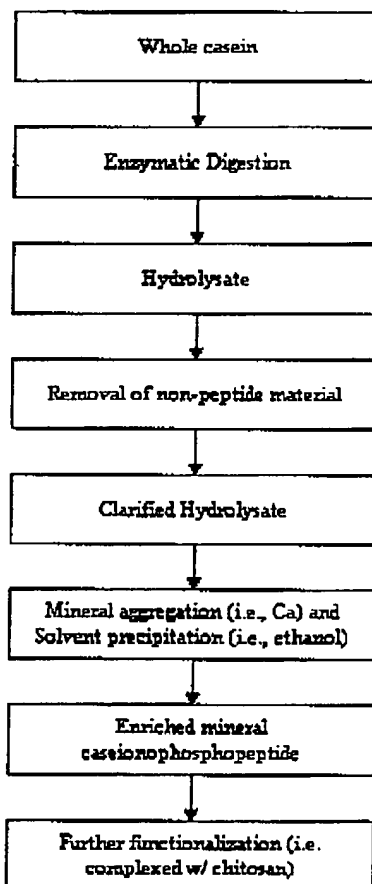 Whole casein
Enzymatic Digestion
Hydrolysate
Removal of non-peptide material
Clarified Hydrolysate
Mineral aggregation (i.e., Ca) and
Solvent precipitation (i.e., ethanol)
Enriched mineral
caseionophosphopeptide
Further functionalization (i.e.
complexed w/ chitosan)